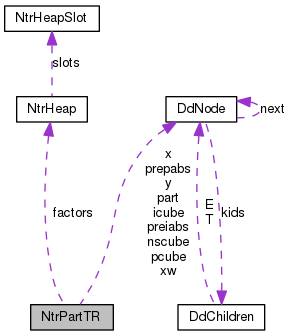 NtrHeapSlot
slots
NtrHeap
DdNode
next
x
prepabs
y
part
icube
preiabs
nscube
pcube
xw
factors
E
T
kids
NtrPartTR
DdChildren